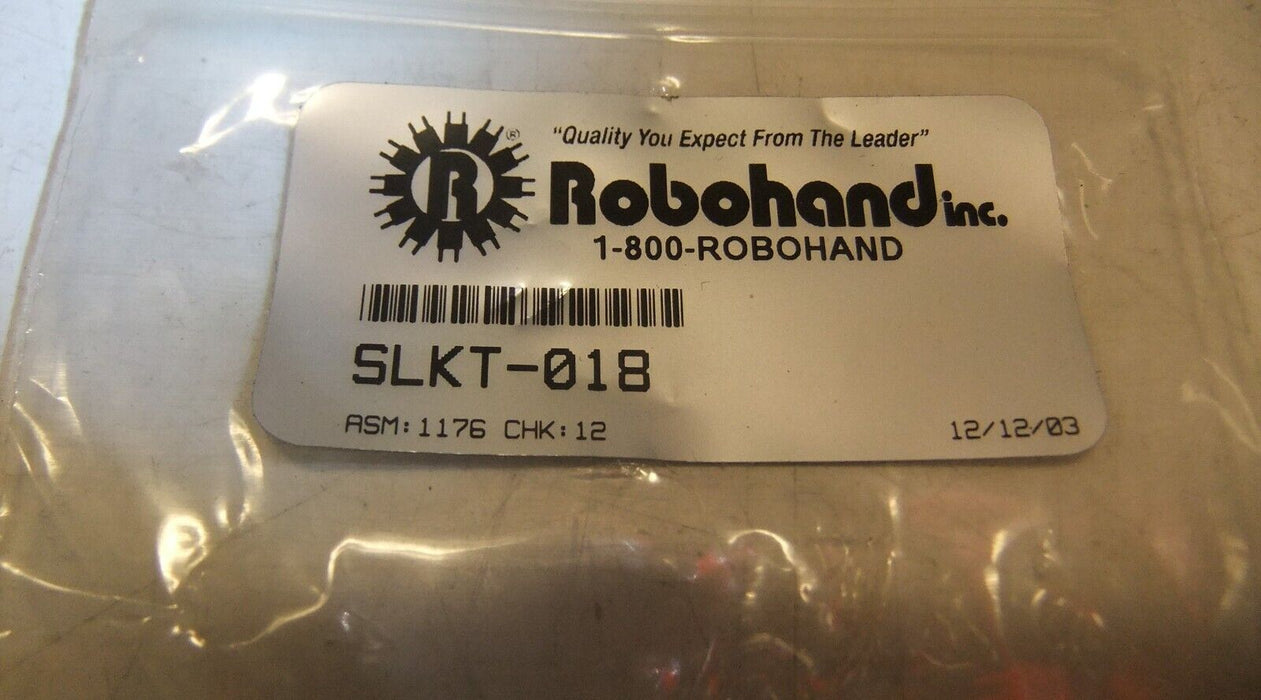 R®
"Quality You Expect From The Leader"
Robohand inc.
1-800-ROBOHAND
SLKT-018
ASM:1176 CHK:12
12/12/03